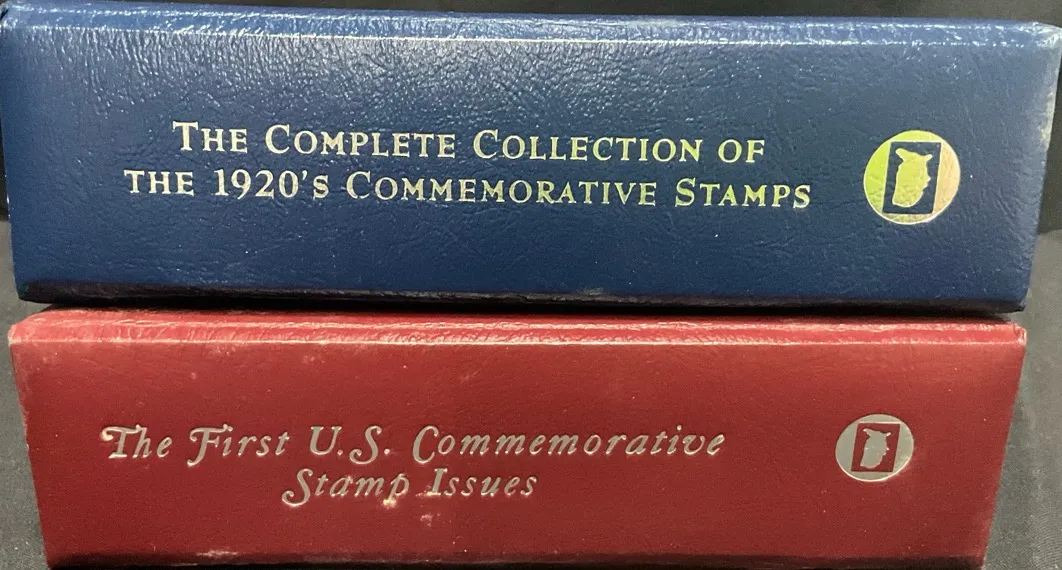 THE COMPLETE COLLECTION OF
THE 1920'S COMMEMORATIVE STAMPS
The First U.S. Commemorative
Stamp Issues